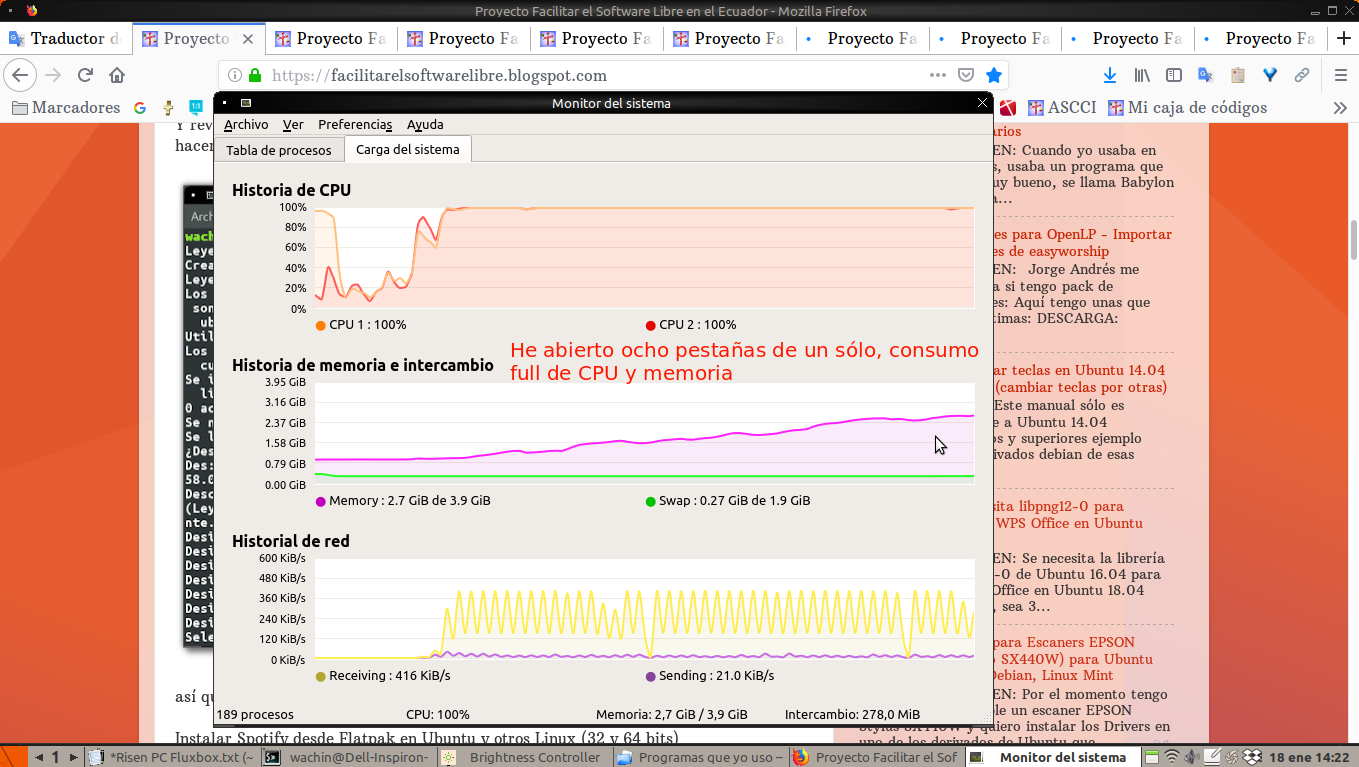 Proyecto Facilitar el Software Libre en el Ecuador - Mozilla Firefox
Traductor d
Proyecto
Proyecto Fa
Proyecto Fa
Proyecto Fa
Proyecto Fa
Proyecto Fa
Proyecto Fa
Proyecto Fa
Proyecto Fa
https://facilitarelsoftwarelibre.blogspot.com
Marcadores
ASCCI
Mi caja de códigos
Monitor del sistema
Archivo Ver Preferencias Ayuda
Tabla de procesos
Carga del sistema
Y rev
hacer
Arch
wach
Leye
Crea
Leye
Los
son
ub
Util
Los
cu
Se i
li
0 ac
Se n
Se l
¿Des
Des:
58.0
Desc
(Ley
nte.
Desi
Desi
Desi
Desi
Desi
Desi
Desi
Sele
así qu
Instalar Spotify desde Flatpak en Ubuntu y otros Linux (32 y 64 bits)
Historia de CPU
100%
80%
60%
40%
20%
0%
CPU 1 : 100%
CPU 2 : 100%
He abierto ocho pestañas de un sólo, consumo
full de CPU y memoria
Historia de memoria e intercambio
3.95 GiB
3.16 GiB
2.37 GiB
1.58 GiB
0.79 GiB
0.00 GiB
Memory : 2.7 GiB de 3.9 GiB
Swap : 0.27 GiB de 1.9 GiB
Historial de red
600 KiB/s
480 KiB/s
360 KiB/s
240 KiB/s
120 KiB/s
0 KiB/s
Receiving : 416 KiB/s
Sending : 21.0 KiB/s
189 procesos
CPU: 100%
Memoria: 2,7 GiB / 3,9 GiB
Intercambio: 278,0 MiB
arios
EN: Cuando yo usaba en
s, usaba un programa que
uy bueno, se llama Babylon
a...
es para OpenLP - Importar
es de easyworship
EN: Jorge Andrés me
a si tengo pack de
es: Aquí tengo unas que
timas: DESCARGA:
ar teclas en Ubuntu 14.04
(cambiar teclas por otras)
Este manual sólo es
e a Ubuntu 14.04
os y superiores ejemplo
rivados debian de esas
sita libpng12-0 para
WPS Office en Ubuntu
EN: Se necesita la librería
-0 de Ubuntu 16.04 para
Office en Ubuntu 18.04
, sea 3...
para Escaners EPSON
o SX440W) para Ubuntu
Debian, Linux Mint
EN: Por el momento tengo
ble un escaner EPSON
Stylus SX440W y quiero instalar los Drivers en
uno de los derivados de Ubuntu que
1
*Risen PC Fluxbox.txt (~
wachin@Dell-Inspiron-
Brightness Controller
Programas que yo uso –
Proyecto Facilitar el Sof
Monitor del sistema
18 ene 14:22